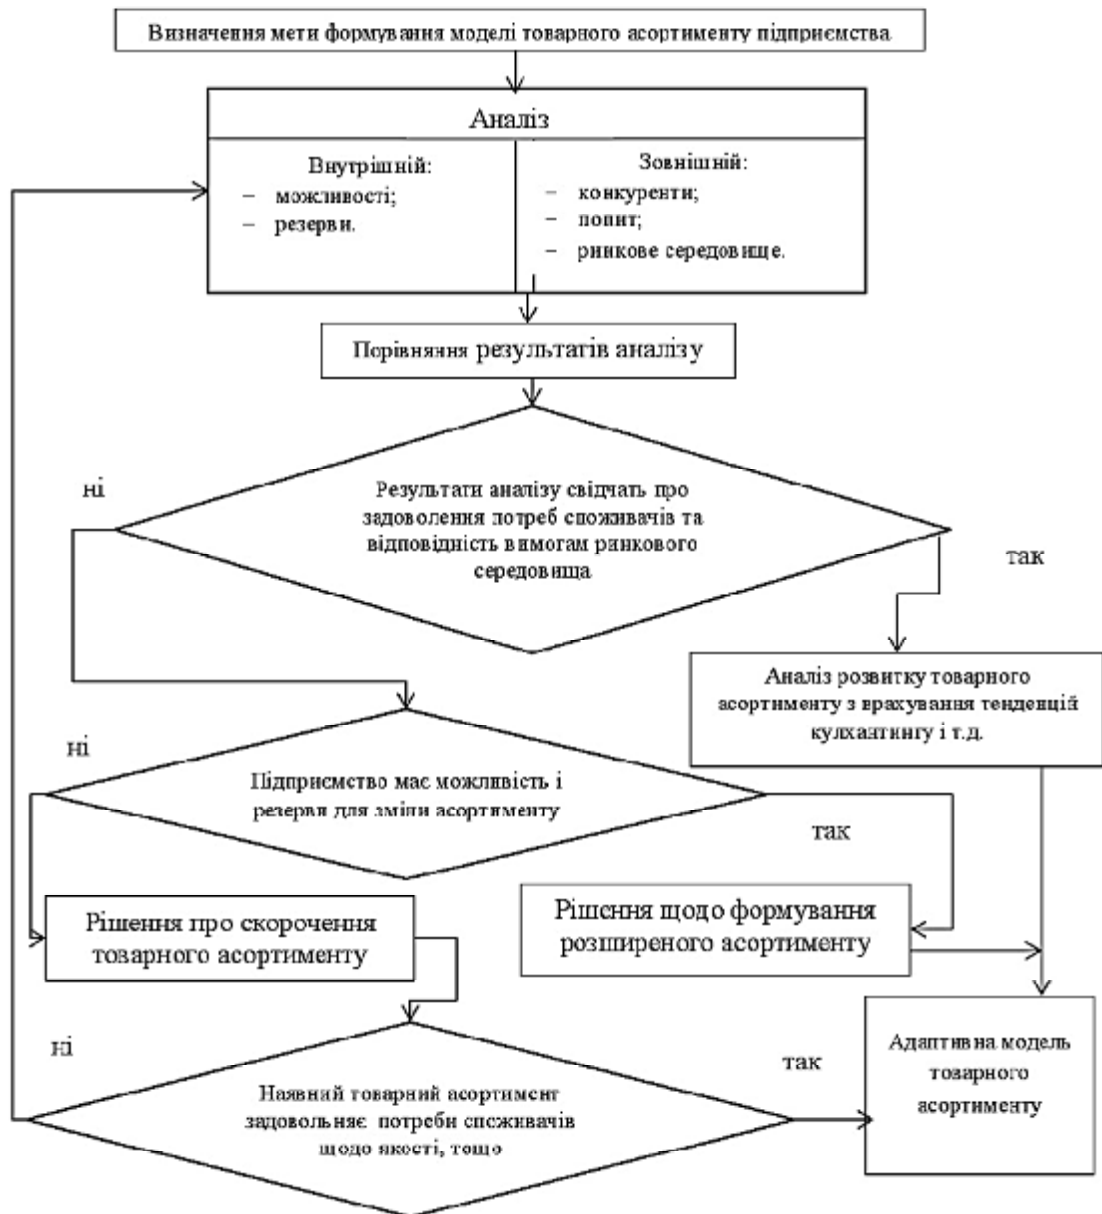 Визначення мети формування моделі товарного асортименту підприємства
Аналіз
Внутрішній:
– можливості;
– резерви.
Зовнішній:
– конкуренти;
– попит;
– ринкове середовище.
Порівняння результатів аналізу
ні
Результати аналізу свідчать про
задоволення потреб споживачів та
відповідність вимогам ринкового
середовища
так
Аналіз розвитку товарного
асортименту з врахування тенденцій
кулхантингу і т.д.
ні
Підприємство має можливість і
резерви для зміни асортименту
так
Рішення про скорочення
товарного асортименту
Рішення щодо формування
розширеного асортименту
ні
Наявний товарний асортимент
задовольняє потреби споживачів
щодо якості, тощо
так
Адаптивна модель
товарного
асортименту